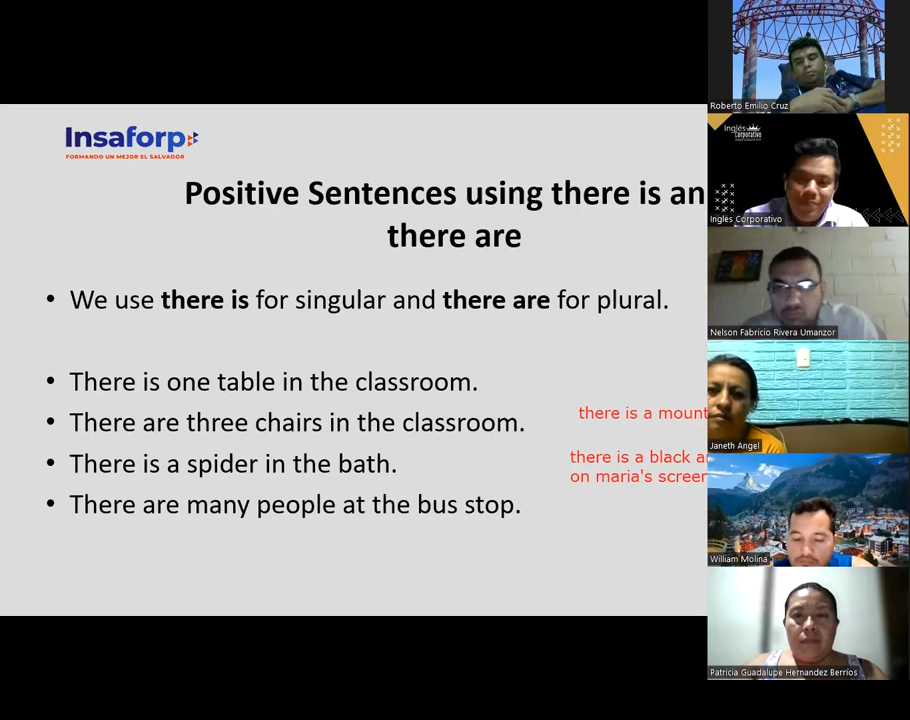 Insaforp
FORMANDO UN MEJOR EL SALVADOR
Positive Sentences using there is an
there are
• We use there is for singular and there are for plural.
• There is one table in the classroom.
• There are three chairs in the classroom.
there is a mount
• There is a spider in the bath.
there is a black a
on maria's screer
• There are many people at the bus stop.
Roberto Emilio Cruz
Inglés
Corporativo
Inglés Corporativo
Nelson Fabricio Rivera Umanzor
Janeth Angel
William Molina
Patricia Guadalupe Hernandez Berríos